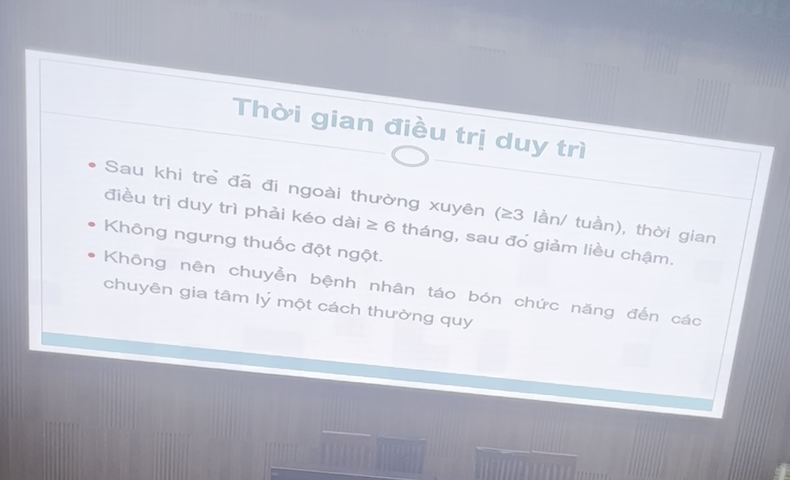 Thời gian điều trị duy trì
• Sau khi trẻ đã đi ngoài thường xuyên (≥3 lần/ tuần), thời gian
điều trị duy trì phải kéo dài ≥ 6 tháng, sau đó giảm liều chậm.
• Không ngưng thuốc đột ngột.
• Không nên chuyển bệnh nhân táo bón chức năng đến các
chuyên gia tâm lý một cách thường quy